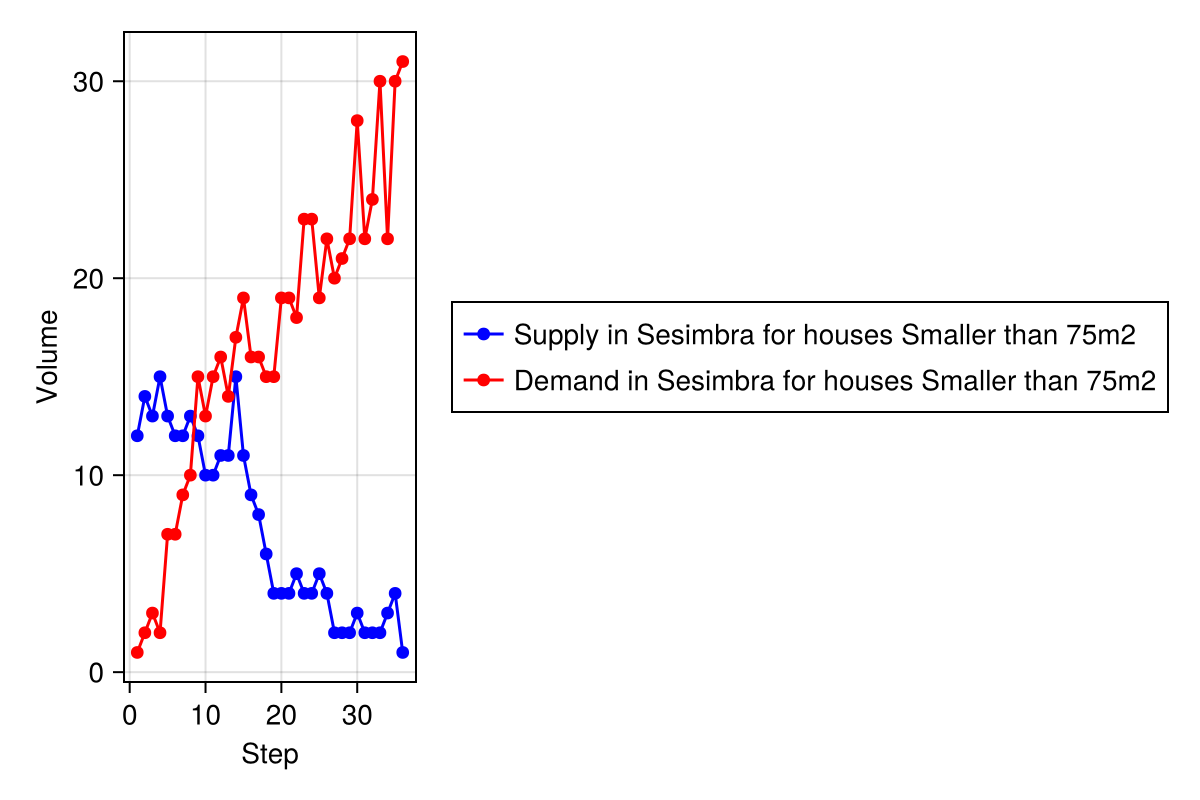 30
20
10
0
Volume
0 10 20 30
Step
Supply in Sesimbra for houses Smaller than 75m2
Demand in Sesimbra for houses Smaller than 75m2